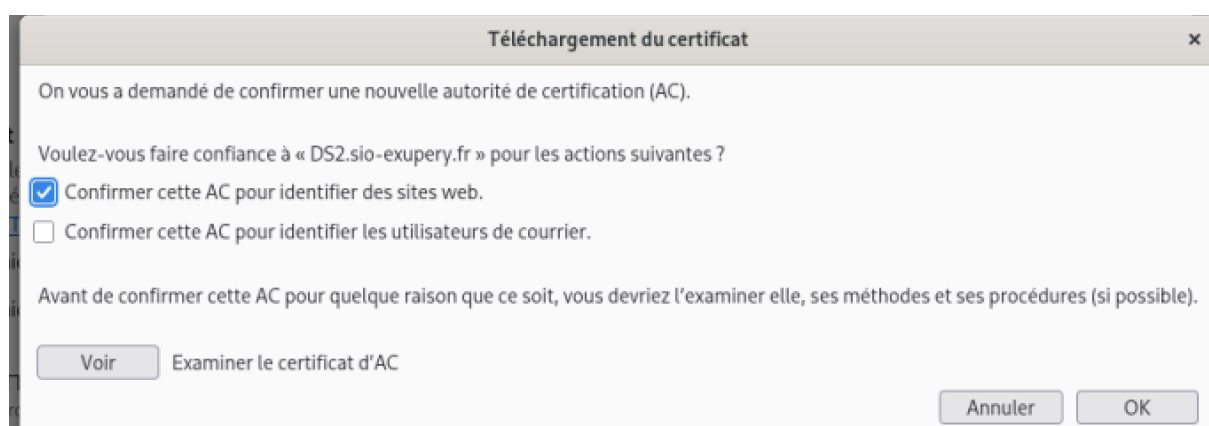 Téléchargement du certificat
On vous a demandé de confirmer une nouvelle autorité de certification (AC).
Voulez-vous faire confiance à « DS2.sio-exupery.fr » pour les actions suivantes ?
Confirmer cette AC pour identifier des sites web.
Confirmer cette AC pour identifier les utilisateurs de courrier.
Avant de confirmer cette AC pour quelque raison que ce soit, vous devriez l’examiner elle, ses méthodes et ses procédures (si possible).
Voir Examiner le certificat d’AC
Annuler OK